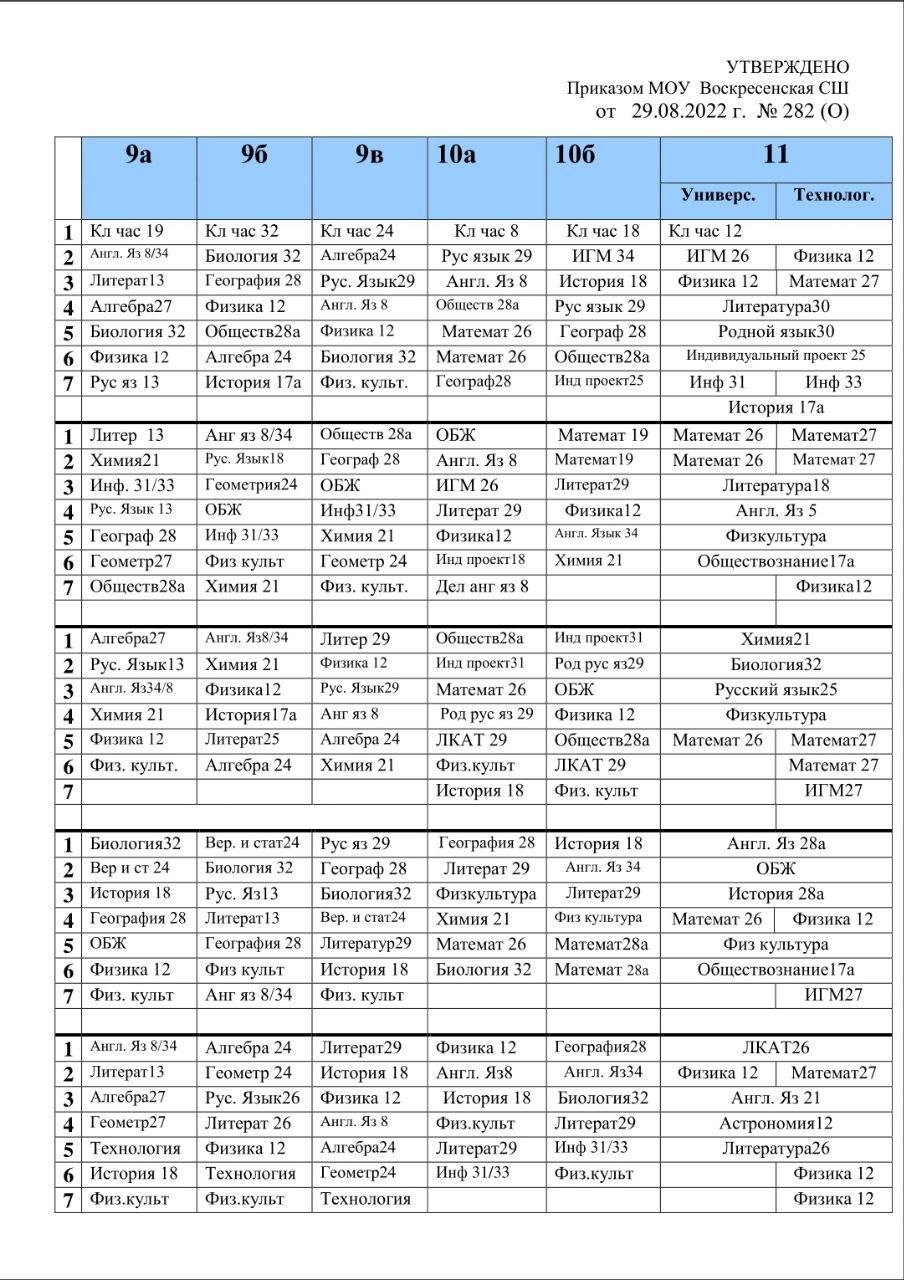 УТВЕРЖДЕНО
Приказом МОУ Воскресенская СШ
от 29.08.2022 г. № 282 (О)
9а 9б 9в 10а 10б 11
Универс. Технолог.
1 Кл час 19 Кл час 32 Кл час 24 Кл час 8 Кл час 18 Кл час 12
2 Англ. Яз 8/34 Биология 32 Алгебра24 Рус язык 29 ИГМ 34 ИГМ 26 Физика 12
3 Литерат13 География 28 Рус. Язык29 Англ. Яз 8 История 18 Физика 12 Математ 27
4 Алгебра27 Физика 12 Англ. Яз 8 Обществ 28а Рус язык 29 Литература30
5 Биология 32 Обществ28а Физика 12 Математ 26 Географ 28 Родной язык30
6 Физика 12 Алгебра 24 Биология 32 Математ 26 Обществ28а Индивидуальный проект 25
7 Рус яз 13 История 17а Физ. культ. Географ28 Инд проект25 Инф 31 Инф 33
История 17а
1 Литер 13 Анг яз 8/34 Обществ 28а ОБЖ Математ 19 Математ 26 Математ27
2 Химия21 Рус. Язык18 Географ 28 Англ. Яз 8 Математ19 Математ 26 Математ 27
3 Инф. 31/33 Геометрия24 ОБЖ ИГМ 26 Литерат29 Литература18
4 Рус. Язык 13 ОБЖ Инф31/33 Литерат 29 Физика12 Англ. Яз 5
5 Географ 28 Инф 31/33 Химия 21 Физика12 Англ. Язык 34 Физкультура
6 Геометр27 Физ культ Геометр 24 Инд проект18 Химия 21 Обществознание17а
7 Обществ28а Химия 21 Физ. культ. Дел анг яз 8 Физика12
1 Алгебра27 Англ. Яз8/34 Литер 29 Обществ28а Инд проект31 Химия21
2 Рус. Язык13 Химия 21 Физика 12 Инд проект31 Род рус яз29 Биология32
3 Англ. Яз34/8 Физика12 Рус. Язык29 Математ 26 ОБЖ Русский язык25
4 Химия 21 История17а Анг яз 8 Род рус яз 29 Физика 12 Физкультура
5 Физика 12 Литерат25 Алгебра 24 ЛКАТ 29 Обществ28а Математ 26 Математ27
6 Физ. культ. Алгебра 24 Химия 21 Физ.культ ЛКАТ 29 Математ 27
7 История 18 Физ. культ ИГМ27
1 Биология32 Вер. и стат24 Рус яз 29 География 28 История 18 Англ. Яз 28а
2 Вер и ст 24 Биология 32 Географ 28 Литерат 29 Англ. Яз 34 ОБЖ
3 История 18 Рус. Яз13 Биология32 Физкультура Литерат29 История 28а
4 География 28 Литерат13 Вер. и стат24 Химия 21 Физ культура Математ 26 Физика 12
5 ОБЖ География 28 Литератур29 Математ 26 Математ28а Физ культура
6 Физика 12 Физ культ История 18 Биология 32 Математ 28а Обществознание17а
7 Физ. культ Анг яз 8/34 Физ. культ ИГМ27
1 Англ. Яз 8/34 Алгебра 24 Литерат29 Физика 12 География28 ЛКАТ26
2 Литерат13 Геометр 24 История 18 Англ. Яз8 Англ. Яз34 Физика 12 Математ27
3 Алгебра27 Рус. Язык26 Физика 12 История 18 Биология32 Англ. Яз 21
4 Геометр27 Литерат 26 Англ. Яз 8 Физ.культ Литерат29 Астрономия12
5 Технология Физика 12 Алгебра24 Литерат29 Инф 31/33 Литература26
6 История 18 Технология Геометр24 Инф 31/33 Физ.культ Физика 12
7 Физ.культ Физ.культ Технология Физика 12